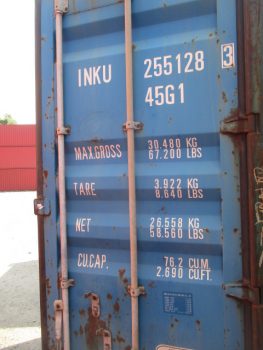 INKU 255128 3
45G1
MAX.GROSS 30.480 KG
67.200 LBS
TARE 3.922 KG
8.640 LBS
NET 26.558 KG
58.560 LBS
CU.CAP. 76.2 CU.M.
2.690 CU.FT.